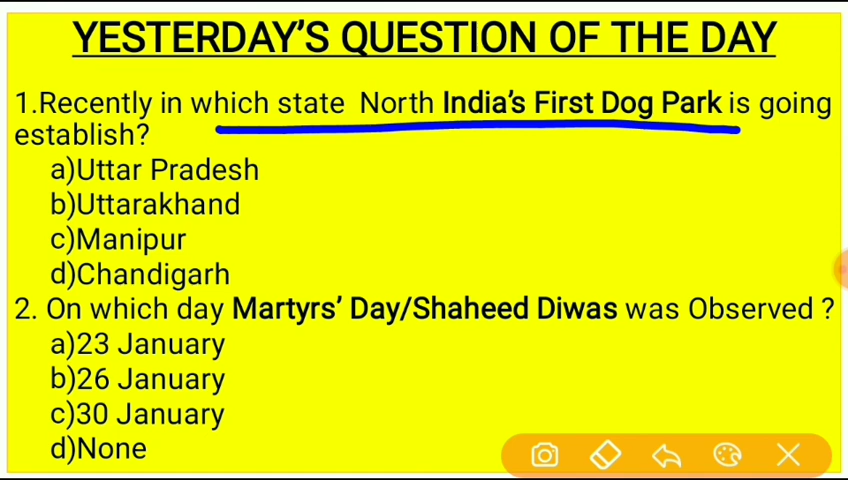 YESTERDAY'S QUESTION OF THE DAY
1.Recently in which state North India's First Dog Park is going
establish?
a)Uttar Pradesh
b)Uttarakhand
c)Manipur
d)Chandigarh
2. On which day Martyrs' Day/Shaheed Diwas was Observed ?
a)23 January
b)26 January
c)30 January
d)None